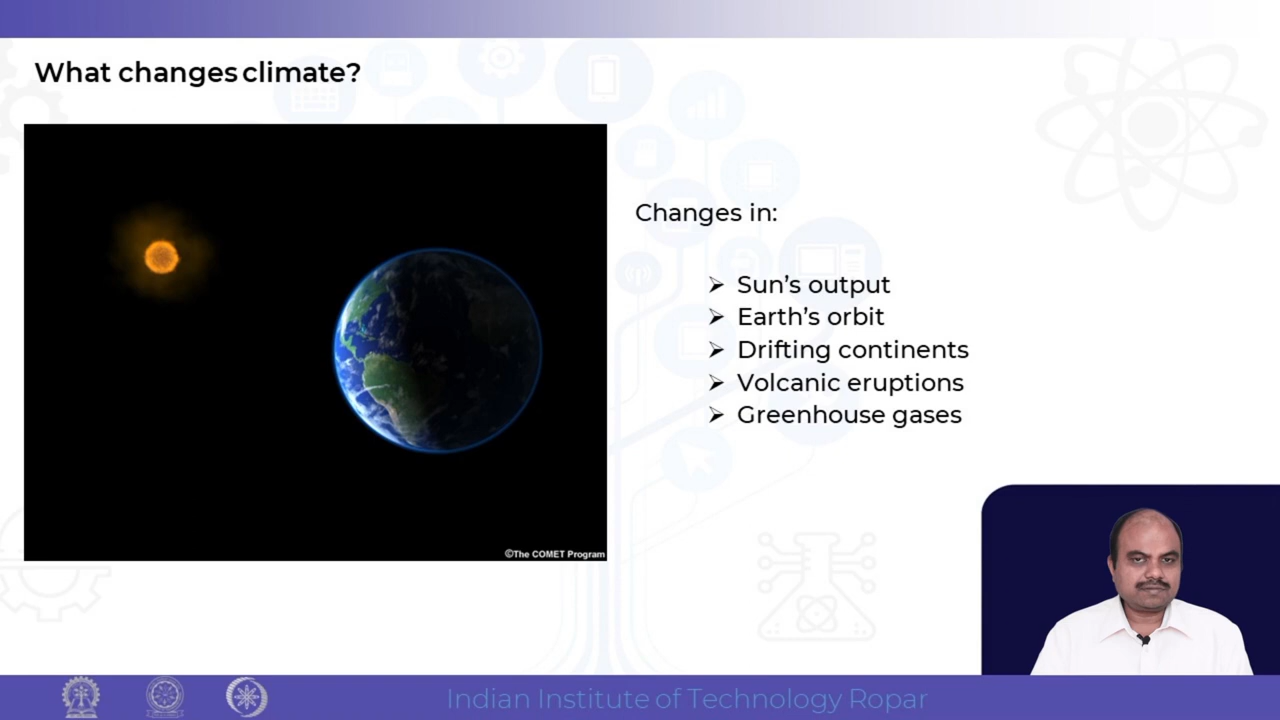 What changes climate?
Changes in:
➢ Sun's output
➢ Earth's orbit
➢ Drifting continents
➢ Volcanic eruptions
➢ Greenhouse gases
©The COMET Program
Indian Institute of Technology Ropar